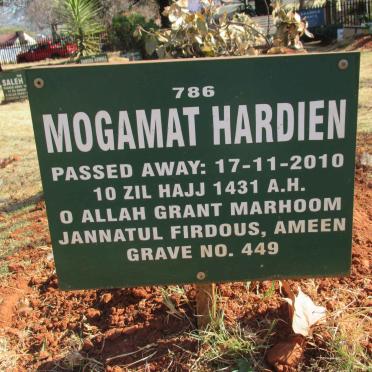 SALEH
786
MOGAMAT HARDIEN
PASSED AWAY: 17-11-2010
10 ZIL HAJJ 1431 A.H.
O ALLAH GRANT MARHOOM
JANNATUL FIRDOUS, AMEEN
GRAVE NO. 449